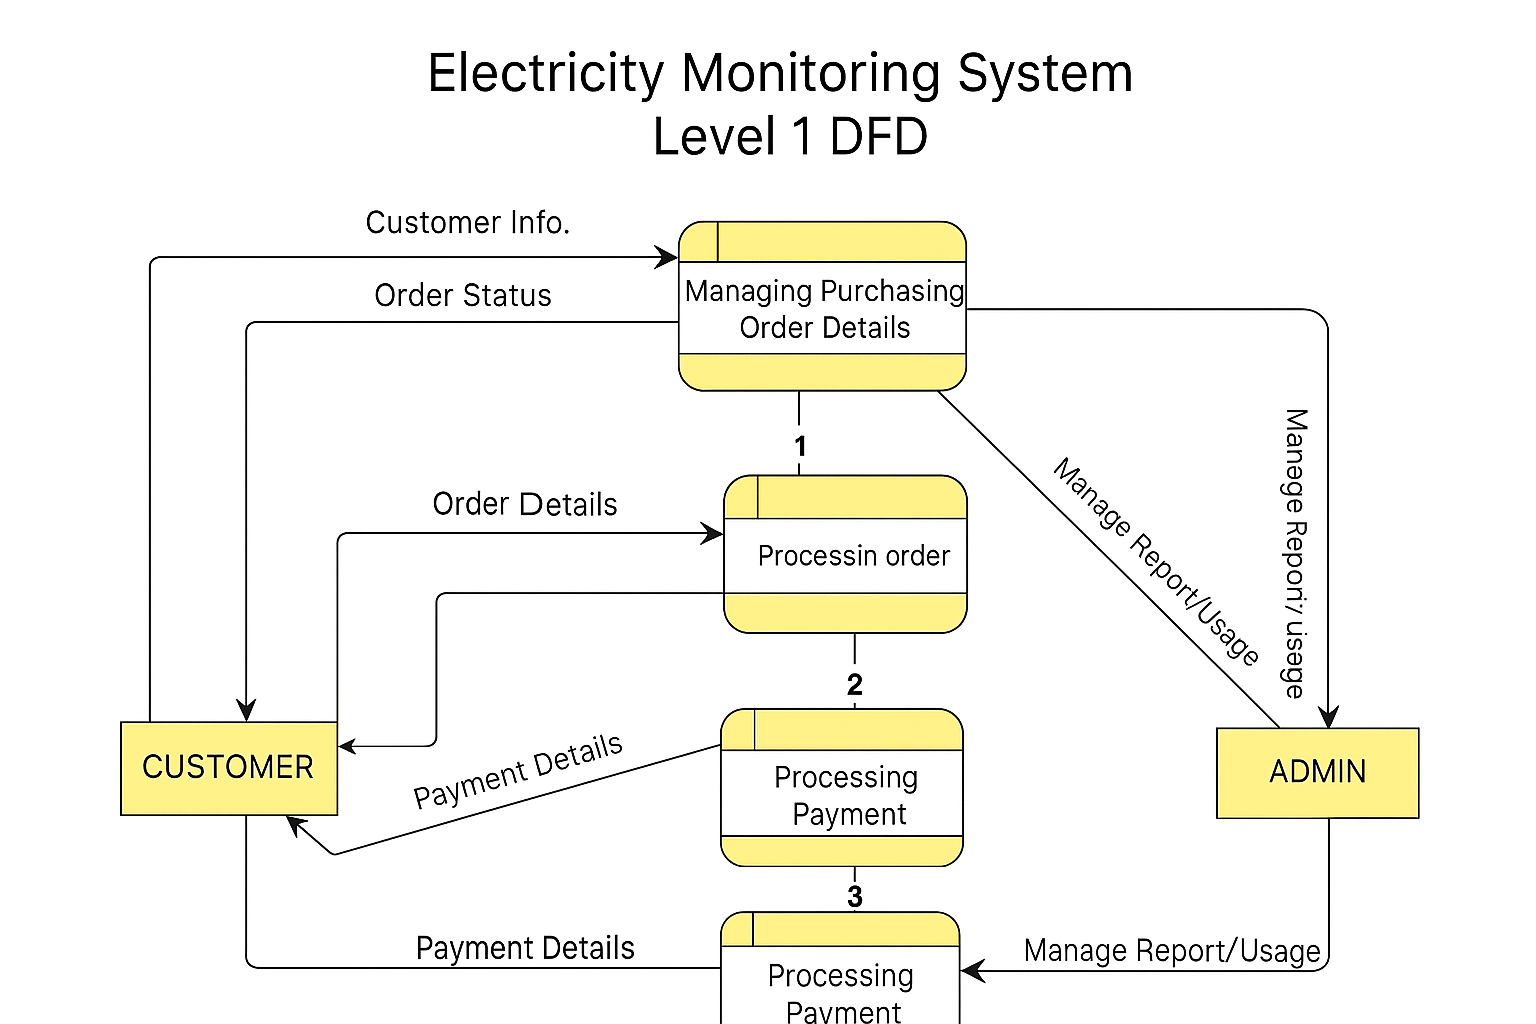 Electricity Monitoring System
Level 1 DFD
Customer Info.
Order Status
Managing Purchasing
Order Details
1
Order Details
Processin order
Manage Report/Usage
Manege Report/ usege
2
CUSTOMER
Payment Details
Processing
Payment
ADMIN
3
Payment Details
Manage Report/Usage
Processing
Payment